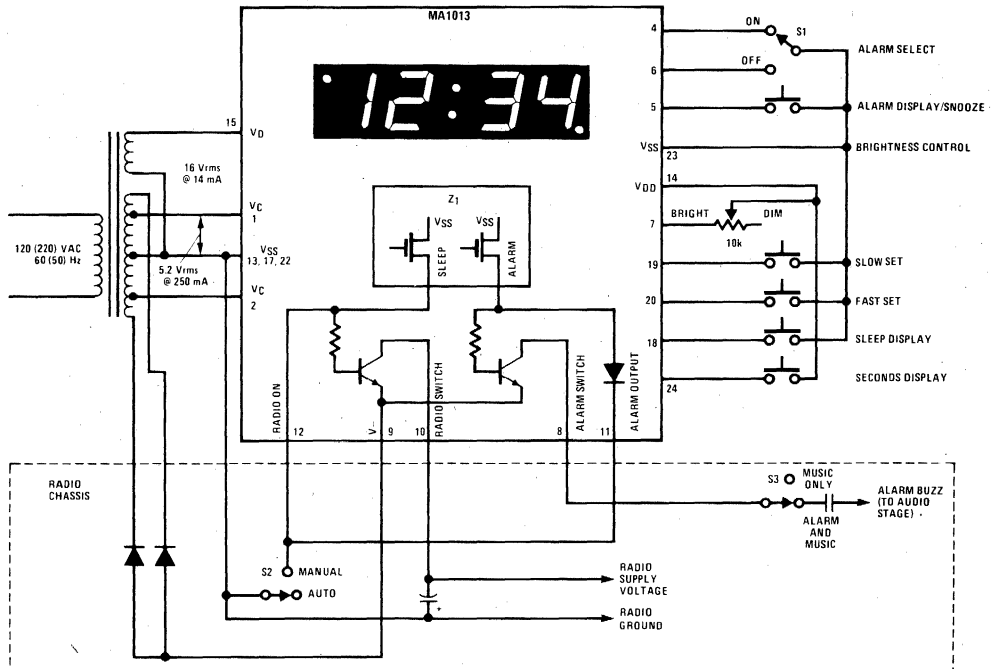 MA1013
12:34
15
VD
16 Vrms
@ 14 mA
VC
1
120 (220) VAC
60 (50) Hz
5.2 Vrms
@ 250 mA
VSS
13, 17, 22
VC
2
Z1
VSS
VSS
SLEEP
ALARM
4
ON
S1
ALARM SELECT
6
OFF
5
ALARM DISPLAY/SNOOZE
VSS
23
BRIGHTNESS CONTROL
VDD
14
7
BRIGHT
DIM
10k
19
SLOW SET
20
FAST SET
18
SLEEP DISPLAY
24
SECONDS DISPLAY
RADIO ON
12
V–
9
RADIO SWITCH
10
ALARM SWITCH
8
ALARM OUTPUT
11
RADIO
CHASSIS
S3
MUSIC
ONLY
ALARM
AND
MUSIC
ALARM BUZZ
(TO AUDIO
STAGE)
S2
MANUAL
AUTO
RADIO
SUPPLY
VOLTAGE
+
RADIO
GROUND